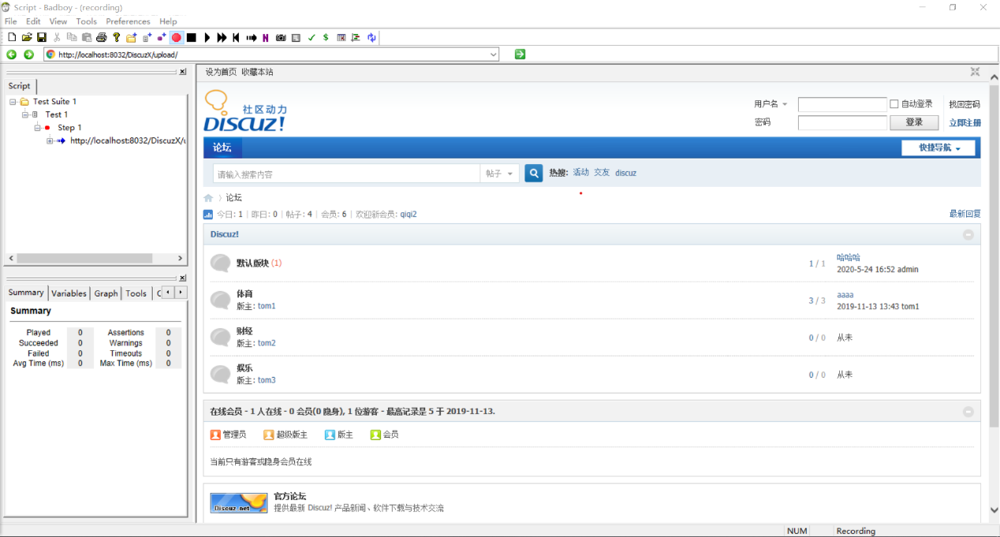 Script - Badboy - (recording)
File Edit View Tools Preferences Help
http://localhost:8032/DiscuzX/upload/
Script
Test Suite 1
Test 1
Step 1
http://localhost:8032/DiscuzX/u
Summary Variables Graph Tools C
Summary
Played 0 Assertions 0
Succeeded 0 Warnings 0
Failed 0 Timeouts 0
Avg Time (ms) 0 Max Time (ms) 0
设为首页 收藏本站
社区动力
DISCUZ!
用户名 自动登录 找回密码
密码 登录 立即注册
论坛 快捷导航
请输入搜索内容 帖子 热搜: 活动 交友 discuz
〉论坛
今日: 1 | 昨日: 0 | 帖子: 4 | 会员: 6 | 欢迎新会员: qiqi2 最新回复
Discuz!
默认版块 (1) 1 / 1 哈哈哈
2020-5-24 16:52 admin
体育 3 / 3 aaaa
版主: tom1 2019-11-13 13:43 tom1
财经 0 / 0 从未
版主: tom2
娱乐 0 / 0 从未
版主: tom3
在线会员 - 1 人在线 - 0 会员(0 隐身), 1 位游客 - 最高记录是 5 于 2019-11-13.
管理员 超级版主 版主 会员
当前只有游客或隐身会员在线
Discuz.net 官方论坛
提供最新 Discuz! 产品新闻、软件下载与技术交流
NUM Recording